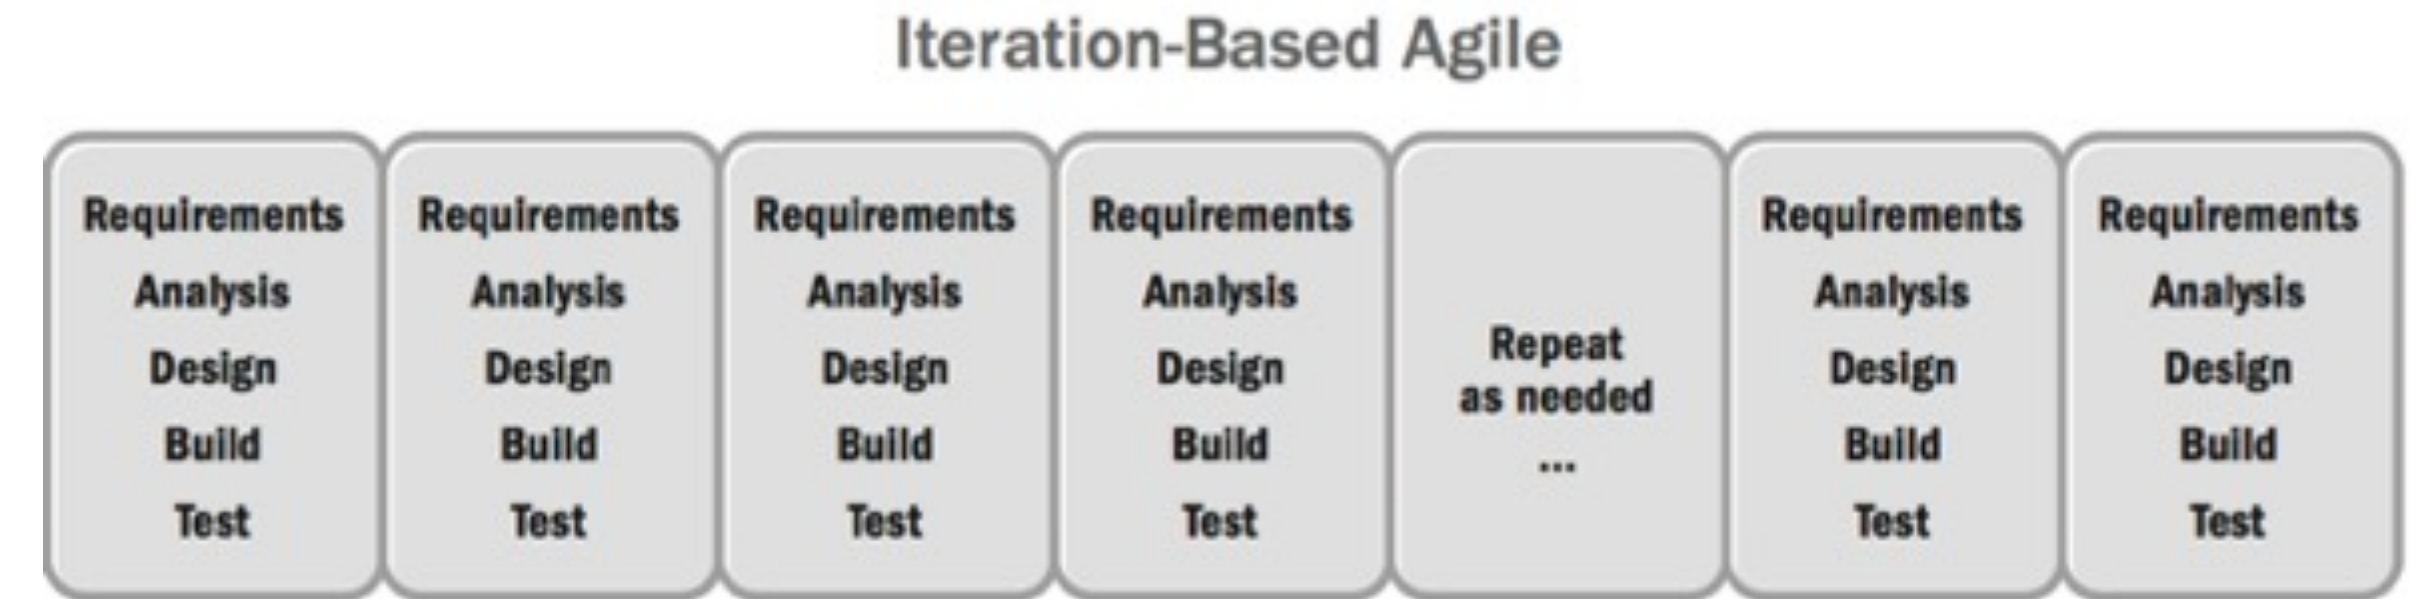 Iteration-Based Agile
Requirements
Analysis
Design
Build
Test
Requirements
Analysis
Design
Build
Test
Requirements
Analysis
Design
Build
Test
Requirements
Analysis
Design
Build
Test
Repeat
as needed
...
Requirements
Analysis
Design
Build
Test
Requirements
Analysis
Design
Build
Test